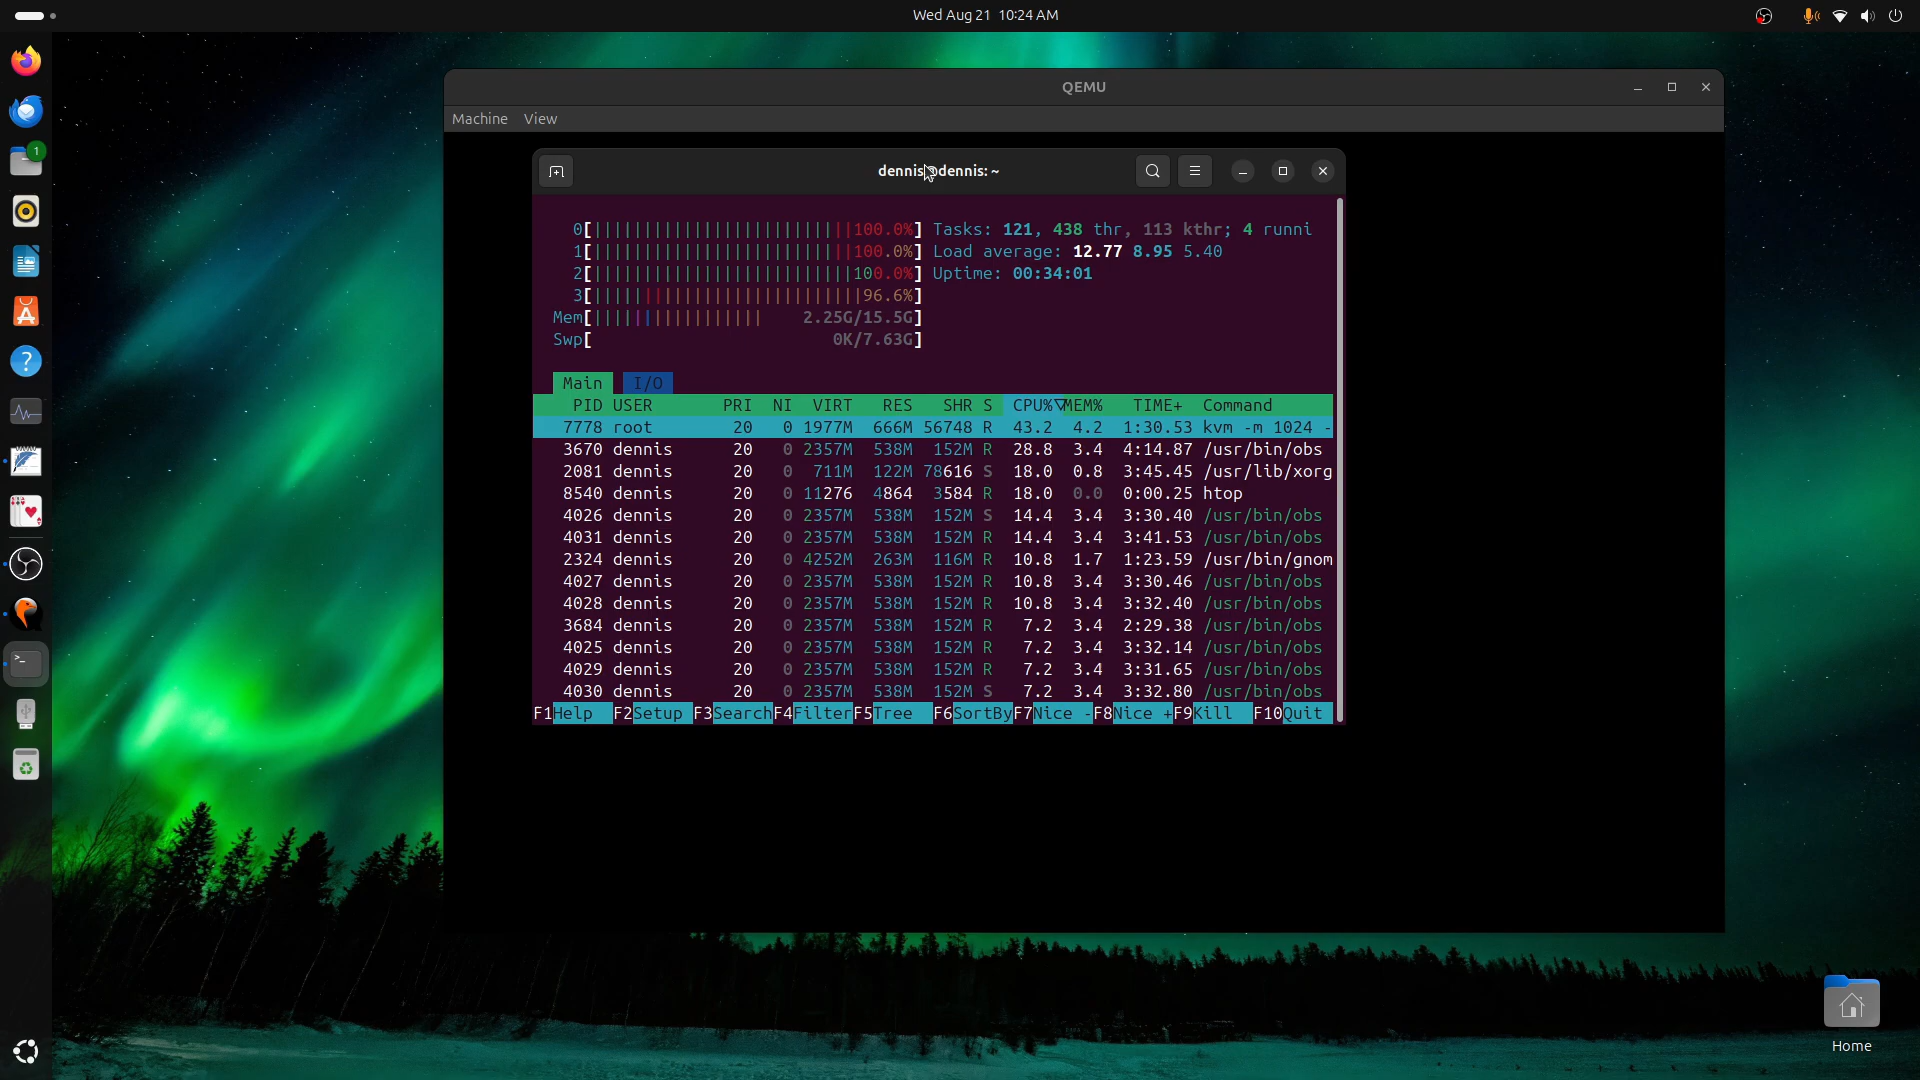 Wed Aug 21 10:24 AM
1
QEMU
Machine View
dennis@dennis: ~
0[||||||||||||||||||||||||||100.0%] Tasks: 121, 438 thr, 113 kthr; 4 runni
1[||||||||||||||||||||||||||100.0%] Load average: 12.77 8.95 5.40
2[||||||||||||||||||||||||||100.0%] Uptime: 00:34:01
3[|||||||||||||||||||||||||||96.6%]
Mem[||||||||||||||||| 2.25G/15.5G]
Swp[ 0K/7.63G]
Main I/O
PID USER PRI NI VIRT RES SHR S CPU%▽MEM% TIME+ Command
7778 root 20 0 1977M 666M 56748 R 43.2 4.2 1:30.53 kvm -m 1024 -
3670 dennis 20 0 2357M 538M 152M R 28.8 3.4 4:14.87 /usr/bin/obs
2081 dennis 20 0 711M 122M 78616 S 18.0 0.8 3:45.45 /usr/lib/xorg
8540 dennis 20 0 11276 4864 3584 R 18.0 0.0 0:00.25 htop
4026 dennis 20 0 2357M 538M 152M S 14.4 3.4 3:30.40 /usr/bin/obs
4031 dennis 20 0 2357M 538M 152M R 14.4 3.4 3:41.53 /usr/bin/obs
2324 dennis 20 0 4252M 263M 116M R 10.8 1.7 1:23.59 /usr/bin/gnom
4027 dennis 20 0 2357M 538M 152M R 10.8 3.4 3:30.46 /usr/bin/obs
4028 dennis 20 0 2357M 538M 152M R 10.8 3.4 3:32.40 /usr/bin/obs
3684 dennis 20 0 2357M 538M 152M R 7.2 3.4 2:29.38 /usr/bin/obs
4025 dennis 20 0 2357M 538M 152M R 7.2 3.4 3:32.14 /usr/bin/obs
4029 dennis 20 0 2357M 538M 152M R 7.2 3.4 3:31.65 /usr/bin/obs
4030 dennis 20 0 2357M 538M 152M S 7.2 3.4 3:32.80 /usr/bin/obs
F1Help F2Setup F3SearchF4FilterF5Tree F6SortByF7Nice -F8Nice +F9Kill F10Quit
Home